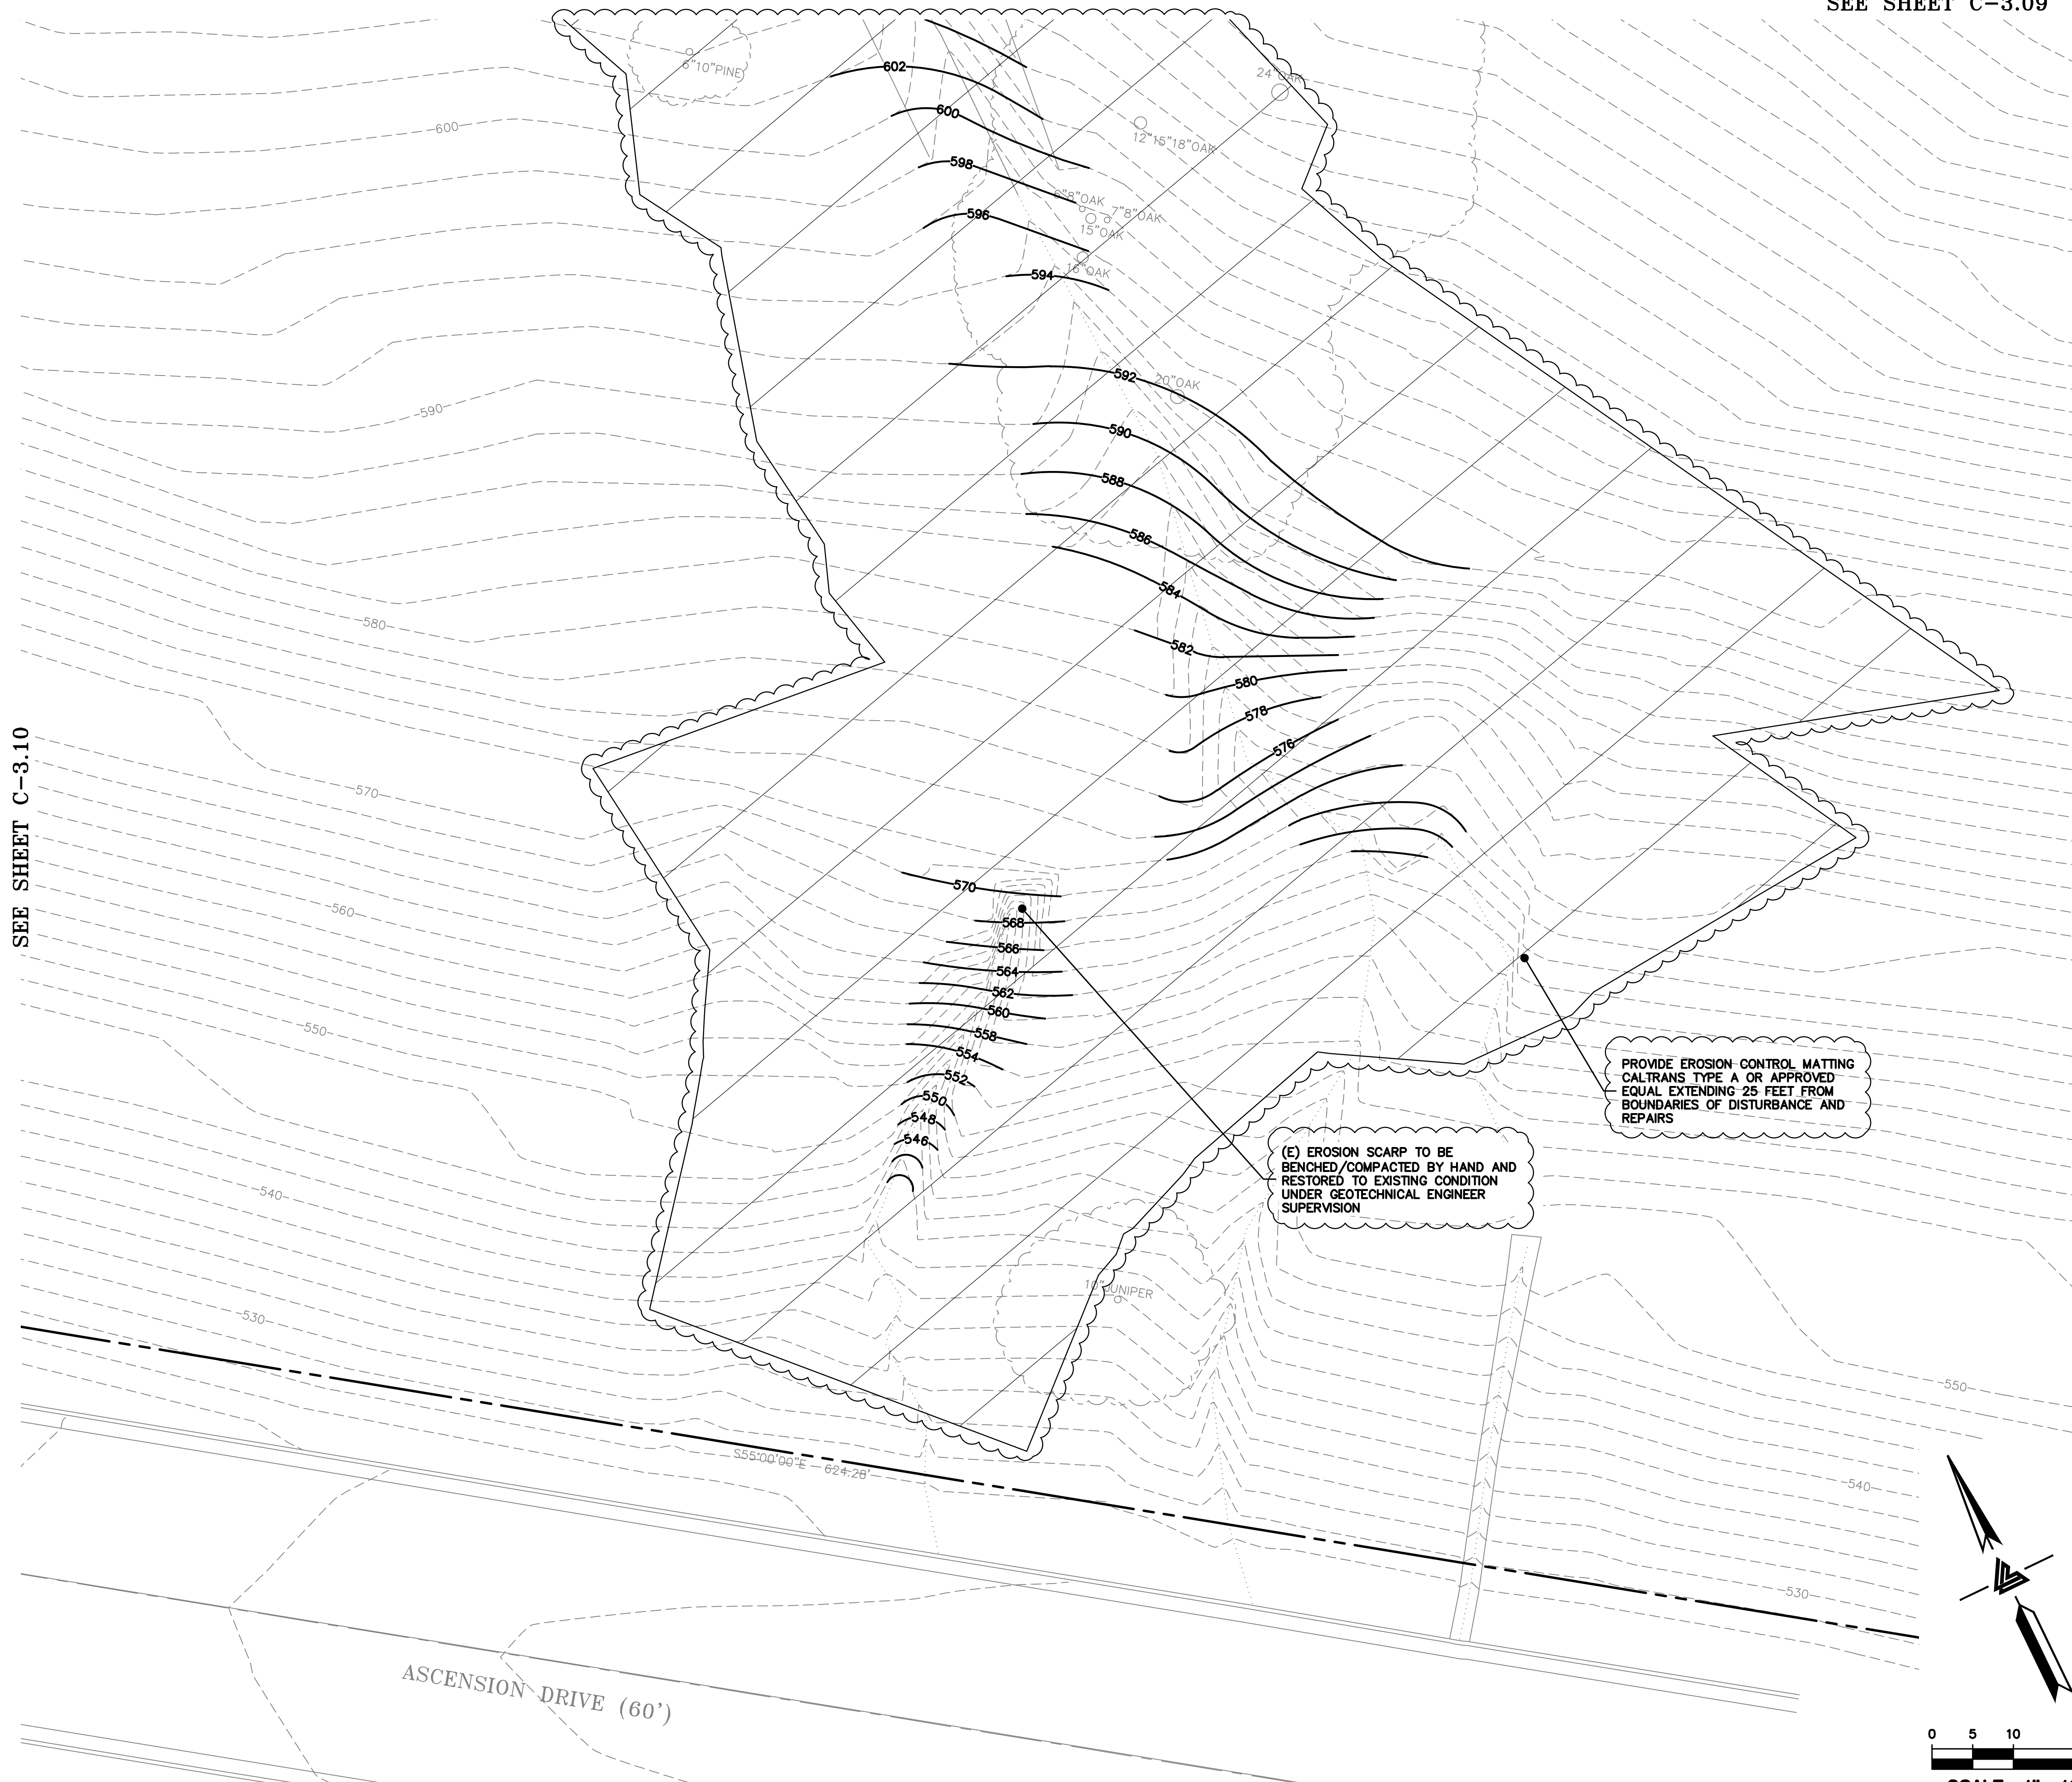 SEE SHEET C-3.09
6"10"PINE
602
24"OAK
600
600
12"15"18"OAK
598
6"8"OAK
7"8"OAK
596
15"OAK
16"OAK
594
592
20"OAK
590
590
588
586
584
580
582
580
578
576
SEE SHEET C-3.10
570
570
560
568
566
564
562
560
550
558
554
552
550
548
546
PROVIDE EROSION CONTROL MATTING
CALTRANS TYPE A OR APPROVED
EQUAL EXTENDING 25 FEET FROM
BOUNDARIES OF DISTURBANCE AND
REPAIRS
(E) EROSION SCARP TO BE
BENCHED/COMPACTED BY HAND AND
RESTORED TO EXISTING CONDITION
UNDER GEOTECHNICAL ENGINEER
SUPERVISION
540
10"JUNIPER
530
550
S55°00'00"E 624.28'
540
530
ASCENSION DRIVE (60')
0 5 10